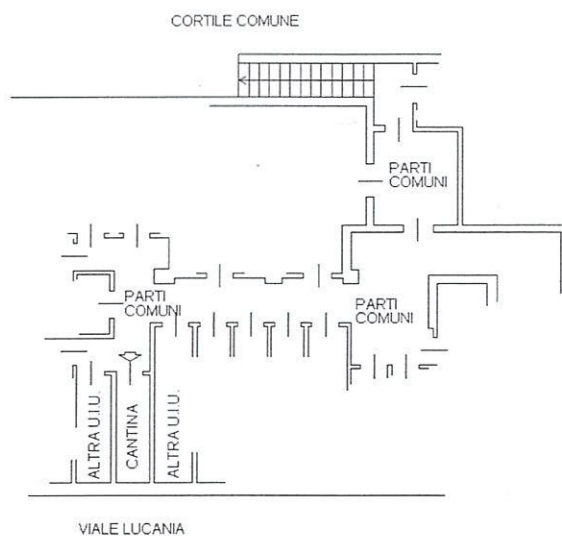 CORTILE COMUNE
PARTI
COMUNI
PARTI
COMUNI
PARTI
COMUNI
ALTRA U.I.U.
CANTINA
ALTRA U.I.U.
VIALE LUCANIA